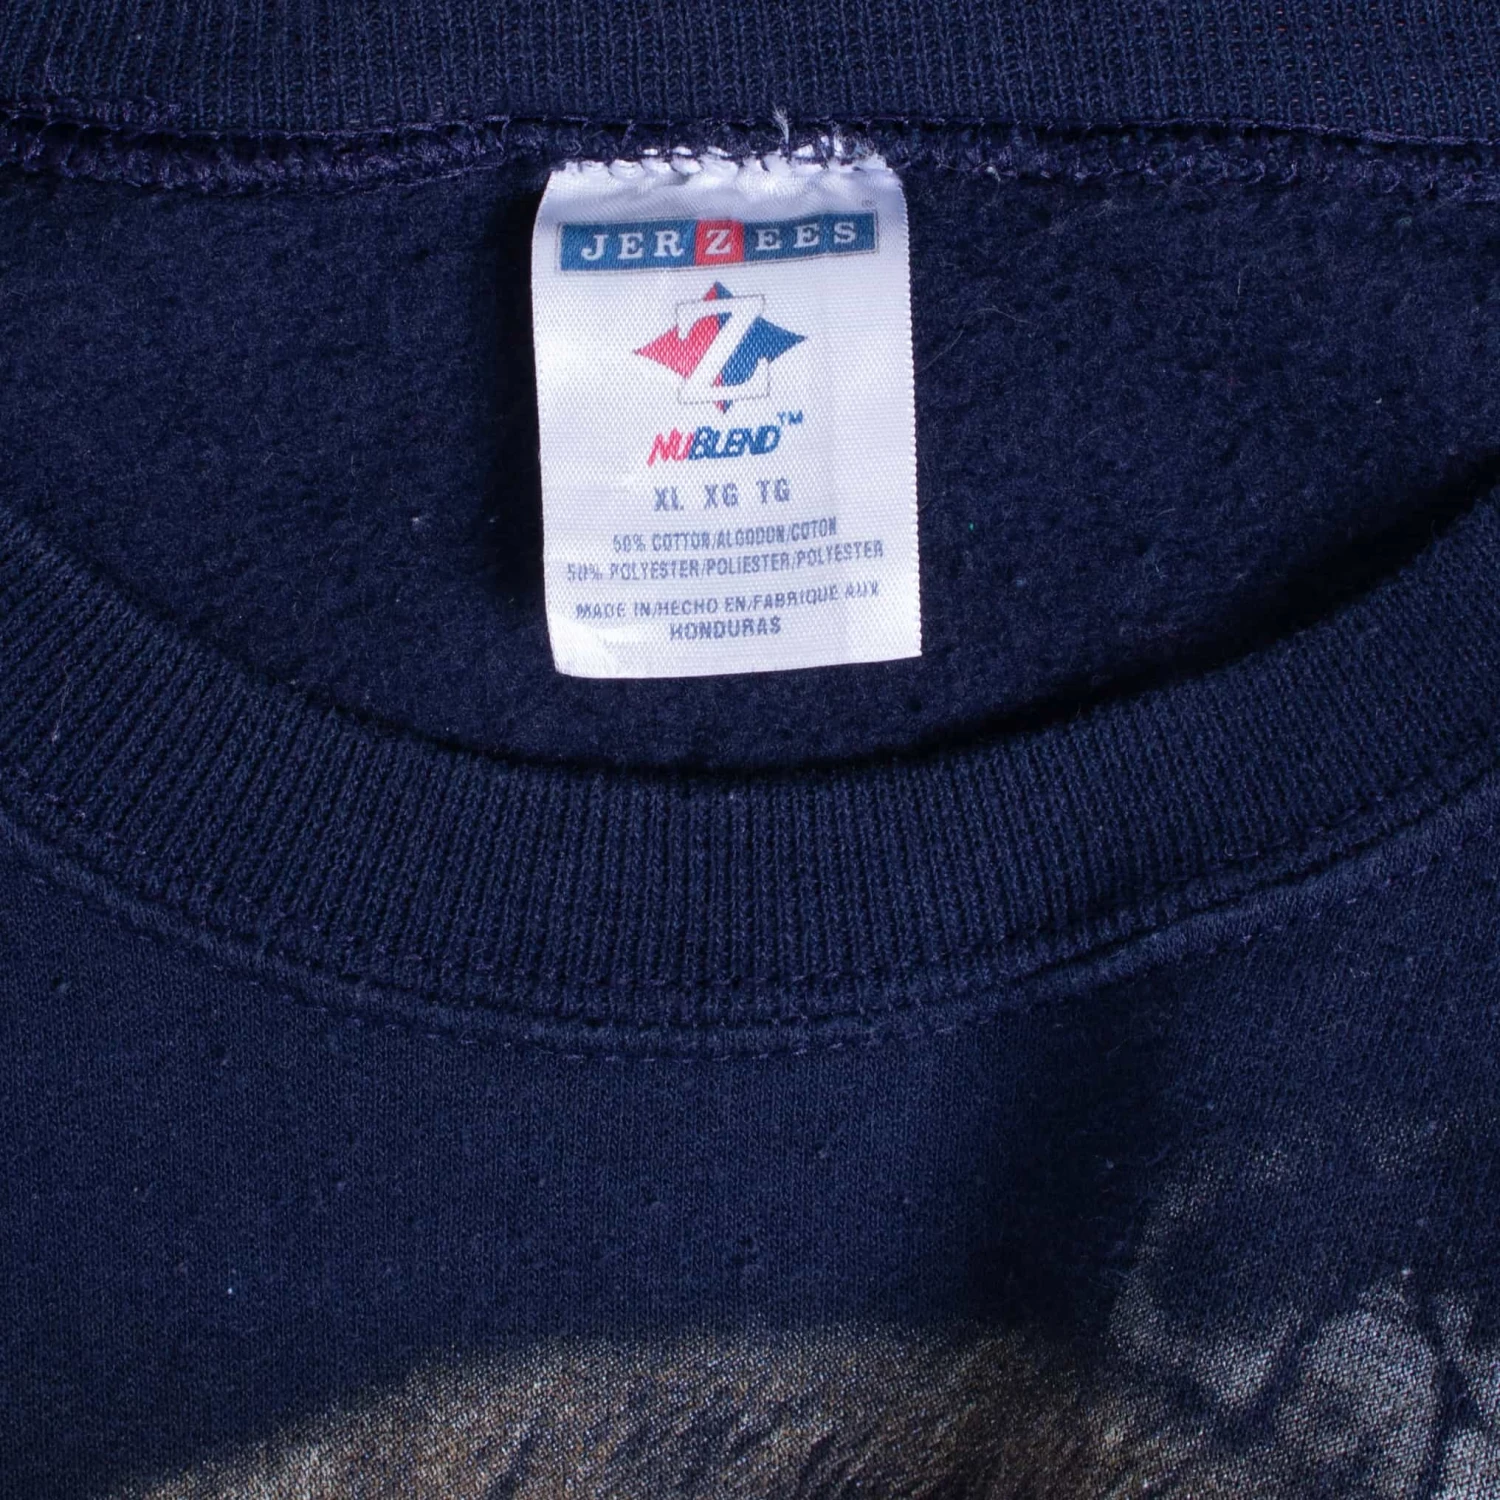 JERZEES®
Z
NUBLEND™
XL XG TG
50% COTTON/ALGODON/COTON
50% POLYESTER/POLIESTER/POLYESTER
MADE IN/HECHO EN/FABRIQUE AUX
HONDURAS